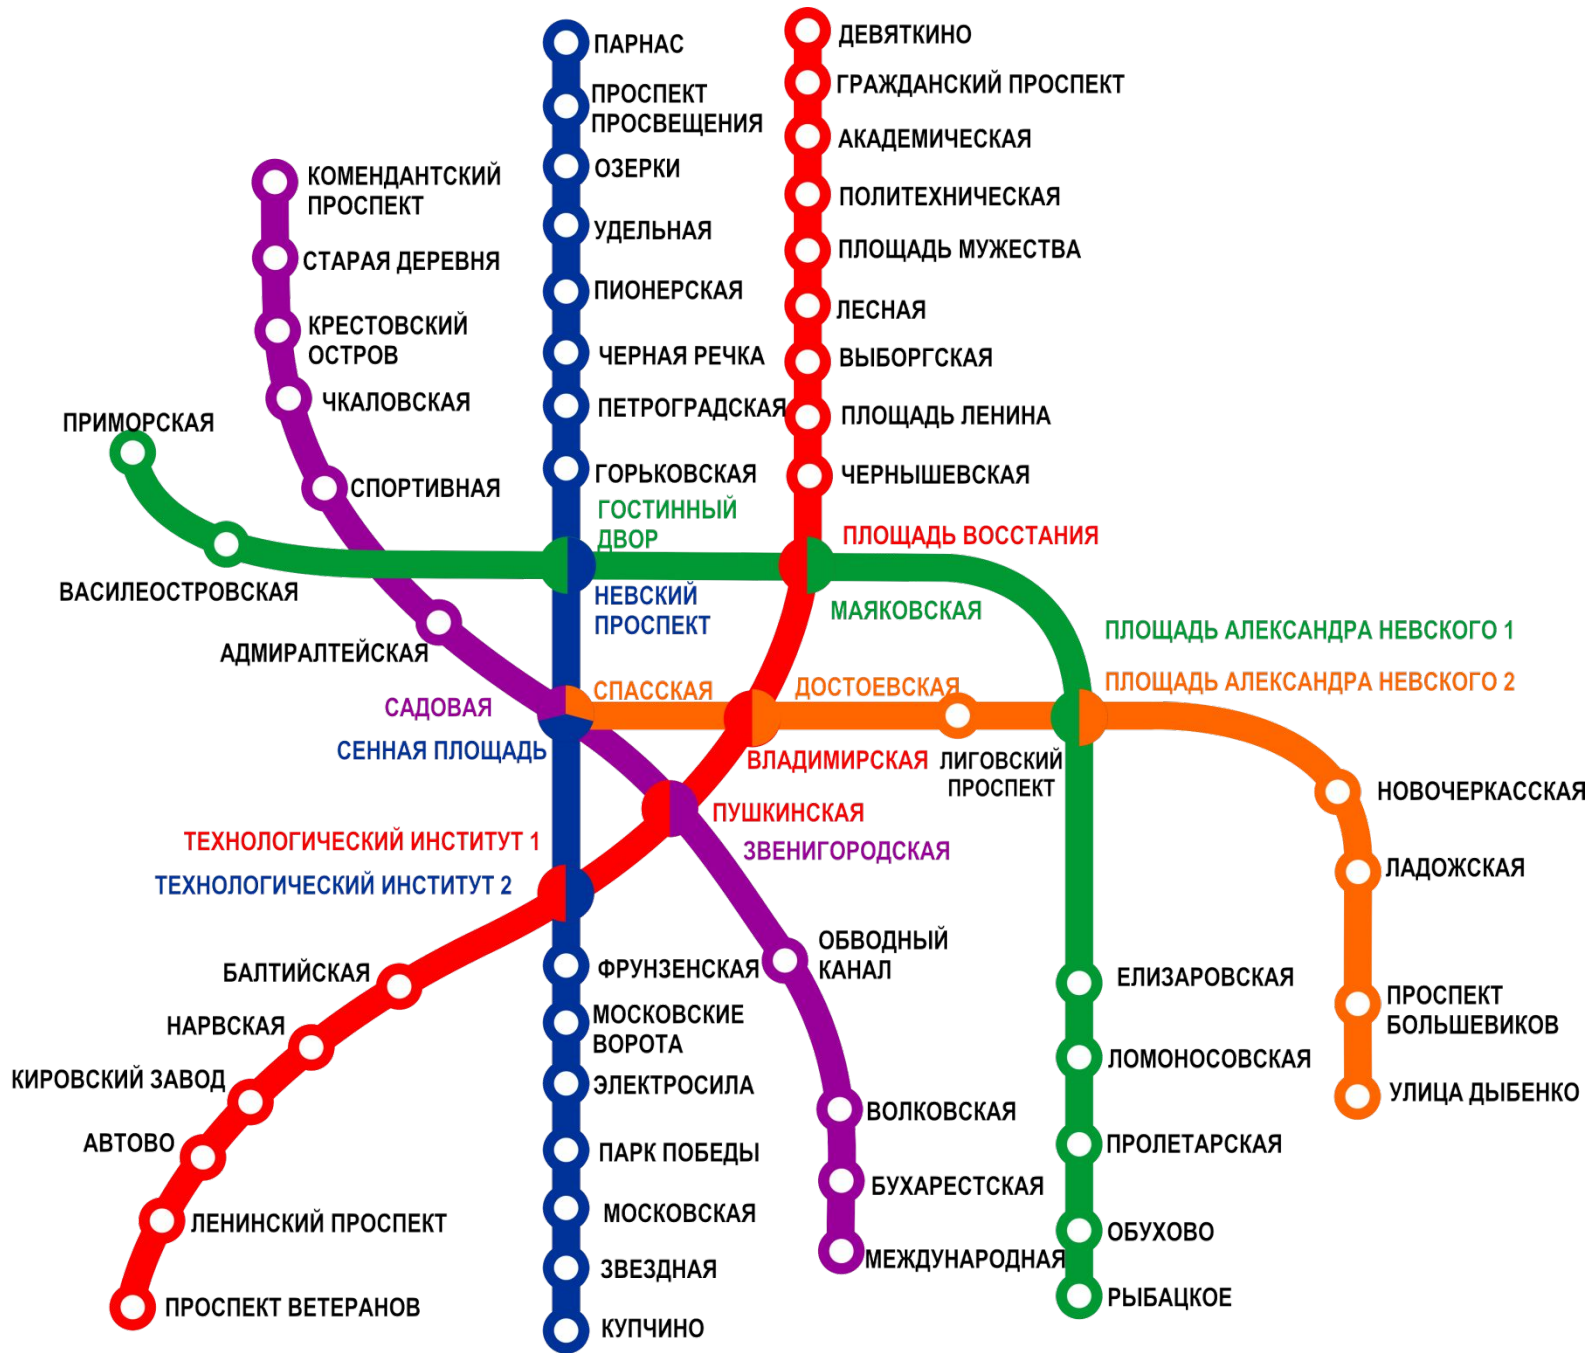 ПАРНАС
ПРОСПЕКТ
ПРОСВЕЩЕНИЯ
ОЗЕРКИ
УДЕЛЬНАЯ
ПИОНЕРСКАЯ
ЧЕРНАЯ РЕЧКА
ПЕТРОГРАДСКАЯ
ГОРЬКОВСКАЯ
ГОСТИННЫЙ
ДВОР
НЕВСКИЙ
ПРОСПЕКТ
ДЕВЯТКИНО
ГРАЖДАНСКИЙ ПРОСПЕКТ
АКАДЕМИЧЕСКАЯ
ПОЛИТЕХНИЧЕСКАЯ
ПЛОЩАДЬ МУЖЕСТВА
ЛЕСНАЯ
ВЫБОРГСКАЯ
ПЛОЩАДЬ ЛЕНИНА
ЧЕРНЫШЕВСКАЯ
ПЛОЩАДЬ ВОССТАНИЯ
МАЯКОВСКАЯ
КОМЕНДАНТСКИЙ
ПРОСПЕКТ
СТАРАЯ ДЕРЕВНЯ
КРЕСТОВСКИЙ
ОСТРОВ
ЧКАЛОВСКАЯ
СПОРТИВНАЯ
ПРИМОРСКАЯ
ВАСИЛЕОСТРОВСКАЯ
АДМИРАЛТЕЙСКАЯ
САДОВАЯ
СЕННАЯ ПЛОЩАДЬ
СПАССКАЯ
ДОСТОЕВСКАЯ
ВЛАДИМИРСКАЯ
ЛИГОВСКИЙ
ПРОСПЕКТ
ПЛОЩАДЬ АЛЕКСАНДРА НЕВСКОГО 1
ПЛОЩАДЬ АЛЕКСАНДРА НЕВСКОГО 2
НОВОЧЕРКАССКАЯ
ЛАДОЖСКАЯ
ПРОСПЕКТ
БОЛЬШЕВИКОВ
УЛИЦА ДЫБЕНКО
ПУШКИНСКАЯ
ЗВЕНИГОРОДСКАЯ
ТЕХНОЛОГИЧЕСКИЙ ИНСТИТУТ 1
ТЕХНОЛОГИЧЕСКИЙ ИНСТИТУТ 2
БАЛТИЙСКАЯ
НАРВСКАЯ
КИРОВСКИЙ ЗАВОД
АВТОВО
ЛЕНИНСКИЙ ПРОСПЕКТ
ПРОСПЕКТ ВЕТЕРАНОВ
ФРУНЗЕНСКАЯ
МОСКОВСКИЕ
ВОРОТА
ЭЛЕКТРОСИЛА
ПАРК ПОБЕДЫ
МОСКОВСКАЯ
ЗВЕЗДНАЯ
КУПЧИНО
ОБВОДНЫЙ
КАНАЛ
ВОЛКОВСКАЯ
БУХАРЕСТСКАЯ
МЕЖДУНАРОДНАЯ
ЕЛИЗАРОВСКАЯ
ЛОМОНОСОВСКАЯ
ПРОЛЕТАРСКАЯ
ОБУХОВО
РЫБАЦКОЕ